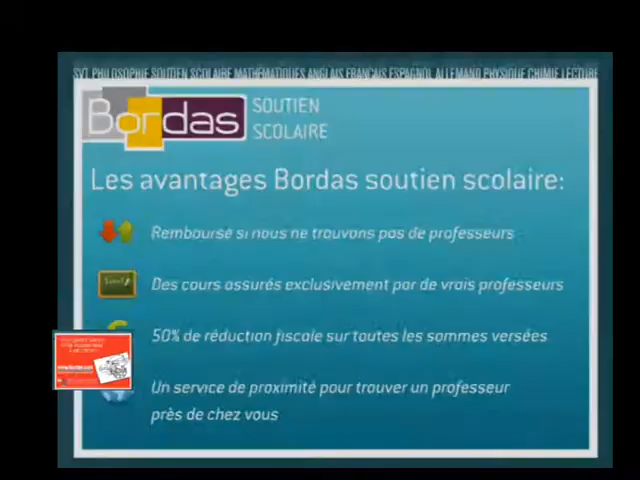 SVT PHILOSOPHIE SOUTIEN SCOLAIRE MATHÉMATIQUES ANGLAIS FRANÇAIS ESPAGNOL ALLEMAND PHYSIQUE CHIMIE LECTURE
Bordas SOUTIEN
SCOLAIRE
Les avantages Bordas soutien scolaire:
Remboursé si nous ne trouvons pas de professeurs
Des cours assurés exclusivement par de vrais professeurs
50% de réduction fiscale sur toutes les sommes versées
Un service de proximité pour trouver un professeur
près de chez vous